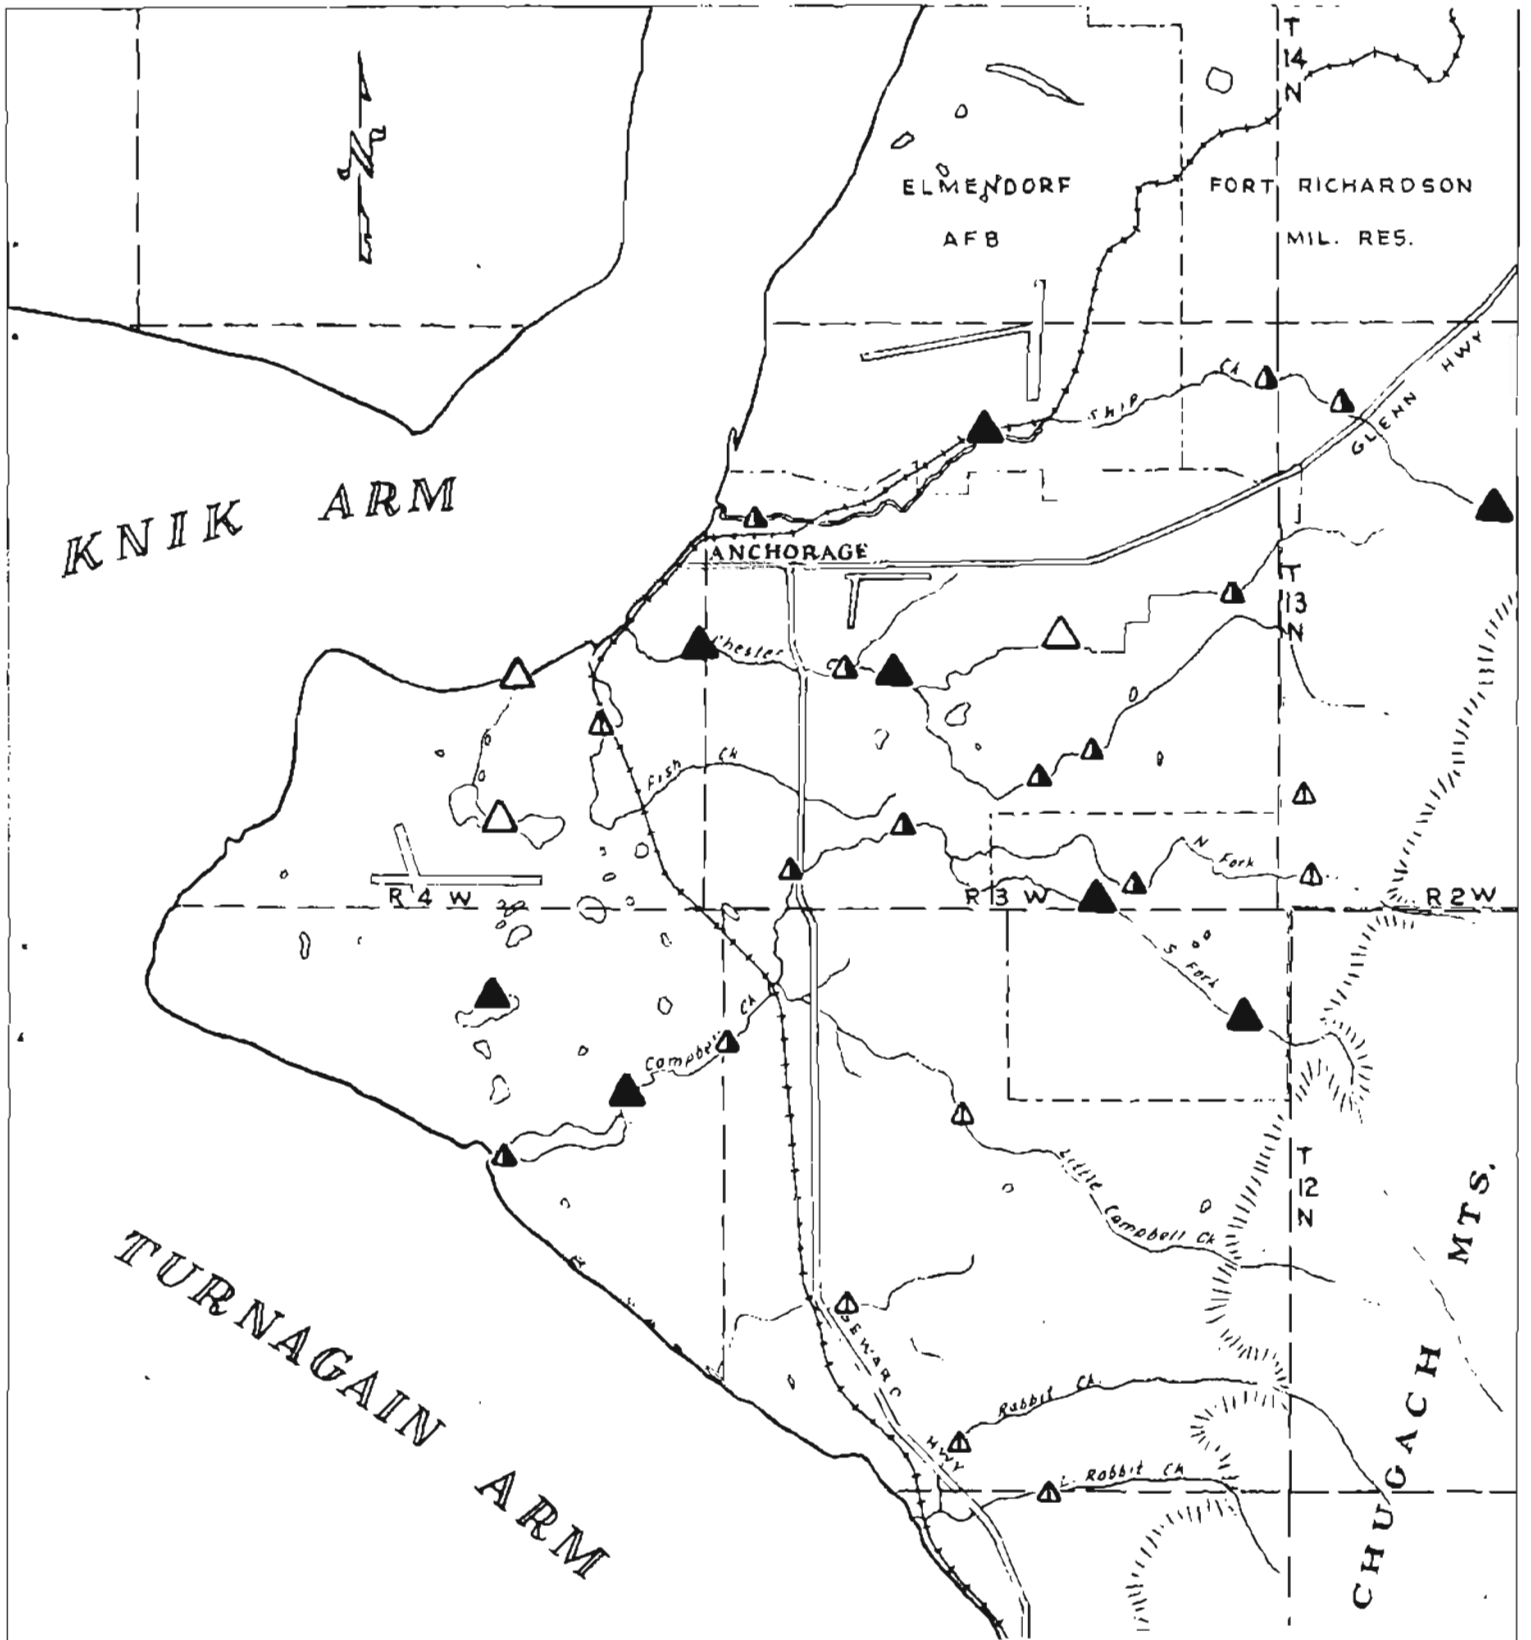 T
14
N
N
ELMENDORF
AFB
FORT RICHARDSON
MIL. RES.
GLENN HWY
Ship Ck
KNIK ARM
ANCHORAGE
T
13
N
Chester C
Fish Ck
N Fork
R 4 W
R 3 W
R 2 W
S Fork
Campbell Ck
T
12
N
Little Campbell Ck
TURNAGAIN ARM
CHUGACH MTS.
SEWARD HWY
Rabbit Ck.
L. Rabbit Ck